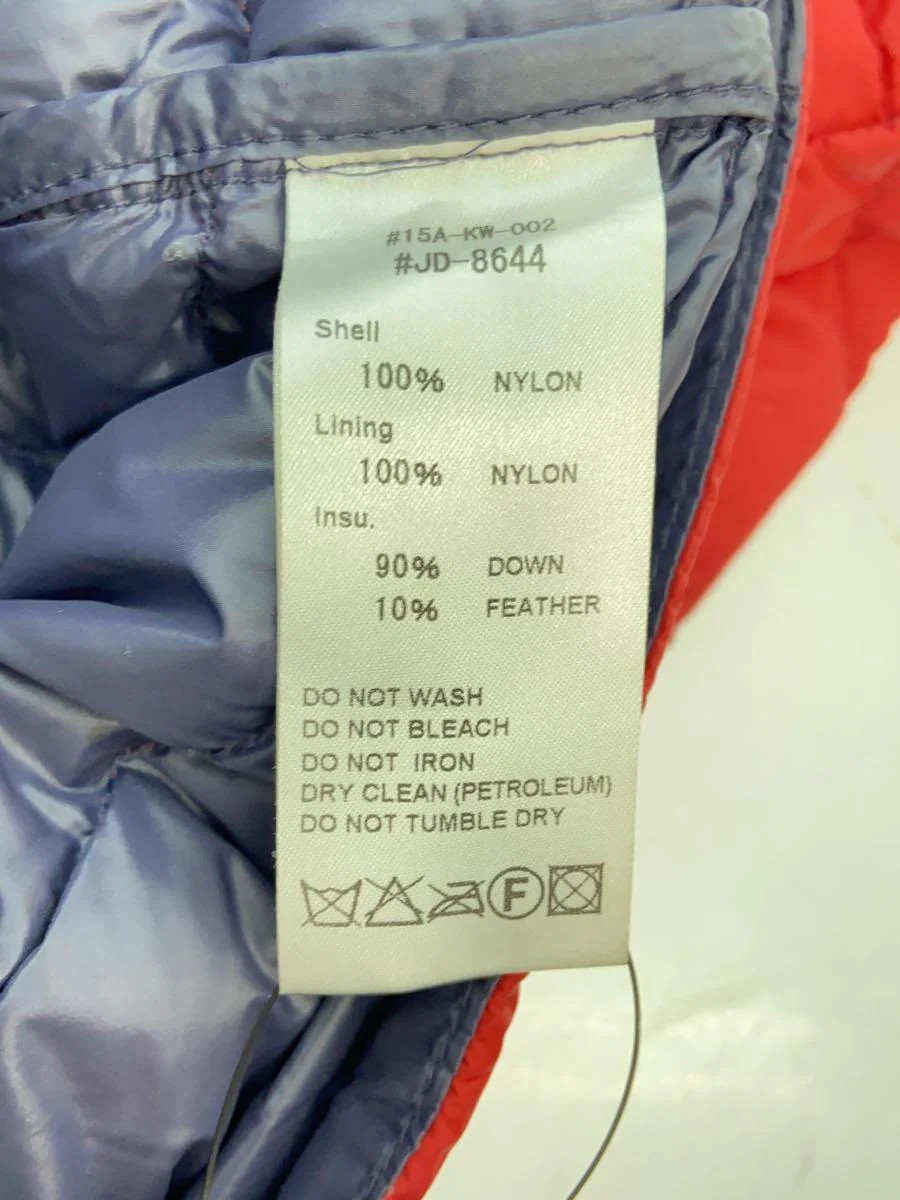 #15A-KW-002
#JD-8644
Shell
100% NYLON
Lining
100% NYLON
Insu.
90% DOWN
10% FEATHER
DO NOT WASH
DO NOT BLEACH
DO NOT IRON
DRY CLEAN (PETROLEUM)
DO NOT TUMBLE DRY
F